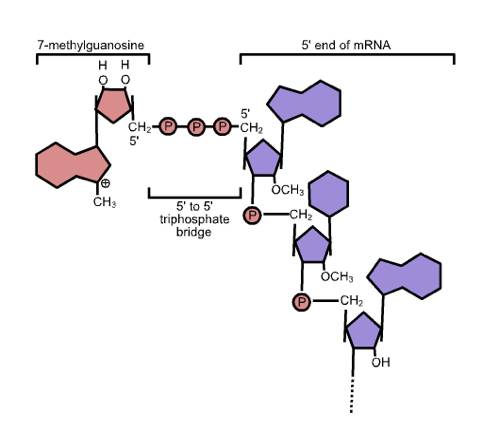 7-methylguanosine
5' end of mRNA
H H
O O
CH₂
5'
P P P
5'
CH₂
⊕
CH₃
OCH₃
5' to 5'
triphosphate
bridge
P
CH₂
OCH₃
P
CH₂
OH